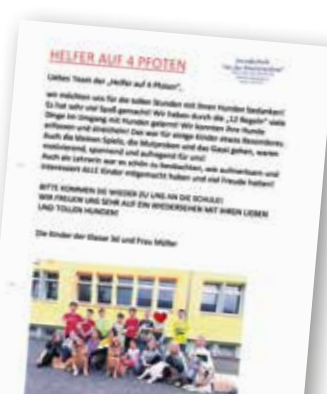 HELFER AUF 4 PFOTEN
Grundschule
Liebes Team der „Helfer auf 4 Pfoten“,
wir möchten uns für die tollen Stunden mit Ihren Hunden bedanken!
Es hat sehr viel Spaß gemacht! Wir haben durch die „12 Regeln“ viele
Dinge im Umgang mit Hunden gelernt! Wir konnten Ihre Hunde
anfassen und streicheln! Das war für einige Kinder etwas Besonderes.
Auch die kleinen Spiele, die Mutproben und das Gassi gehen, waren
motivierend, spannend und aufregend für uns!
Auch als Lehrerin war es schön zu beobachten, wie aufmerksam und
interessiert ALLE Kinder mitgemacht haben und viel Freude hatten!
BITTE KOMMEN SIE WIEDER ZU UNS AN DIE SCHULE!
WIR FREUEN UNS SEHR AUF EIN WIEDERSEHEN MIT IHREN LIEBEN
UND TOLLEN HUNDEN!
Die Kinder der Klasse 3d und Frau Müller